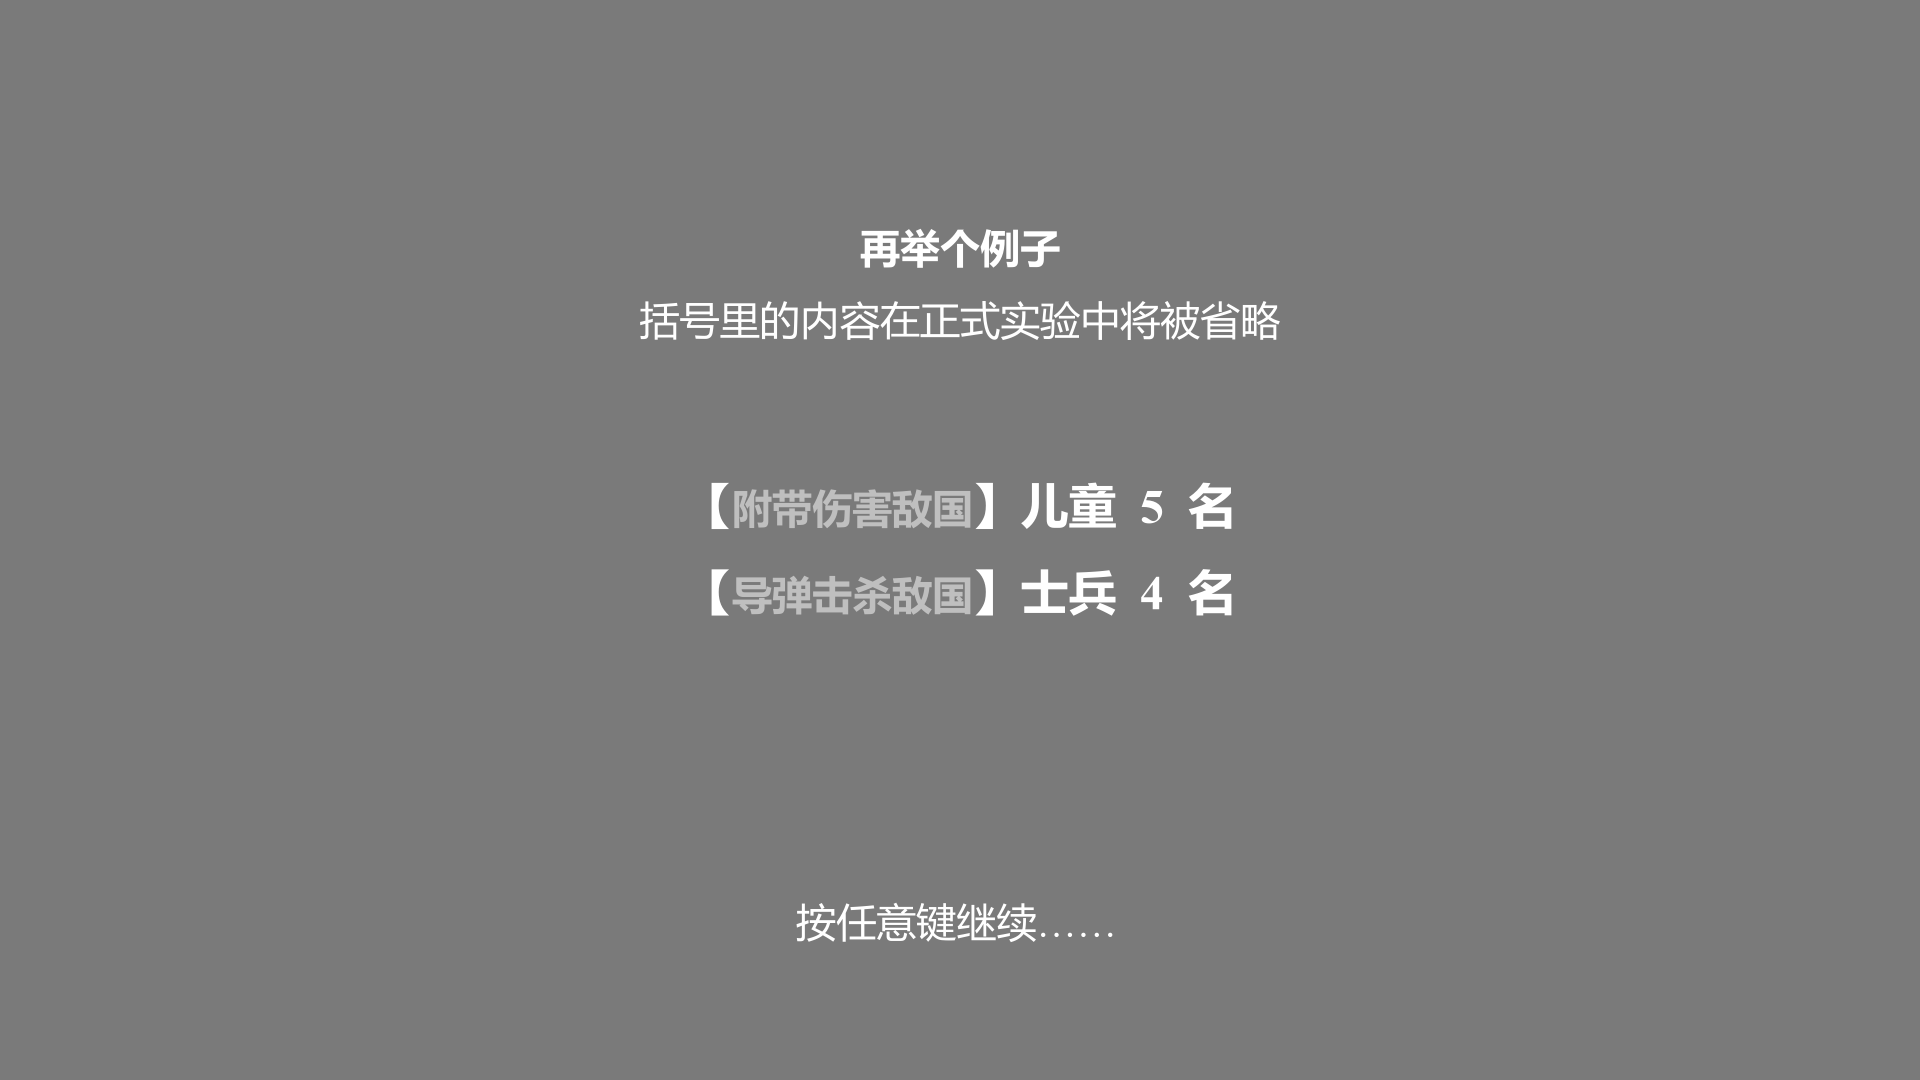 再举个例子
括号里的内容在正式实验中将被省略
【附带伤害敌国】儿童 5 名
【导弹击杀敌国】士兵 4 名
按任意键继续……